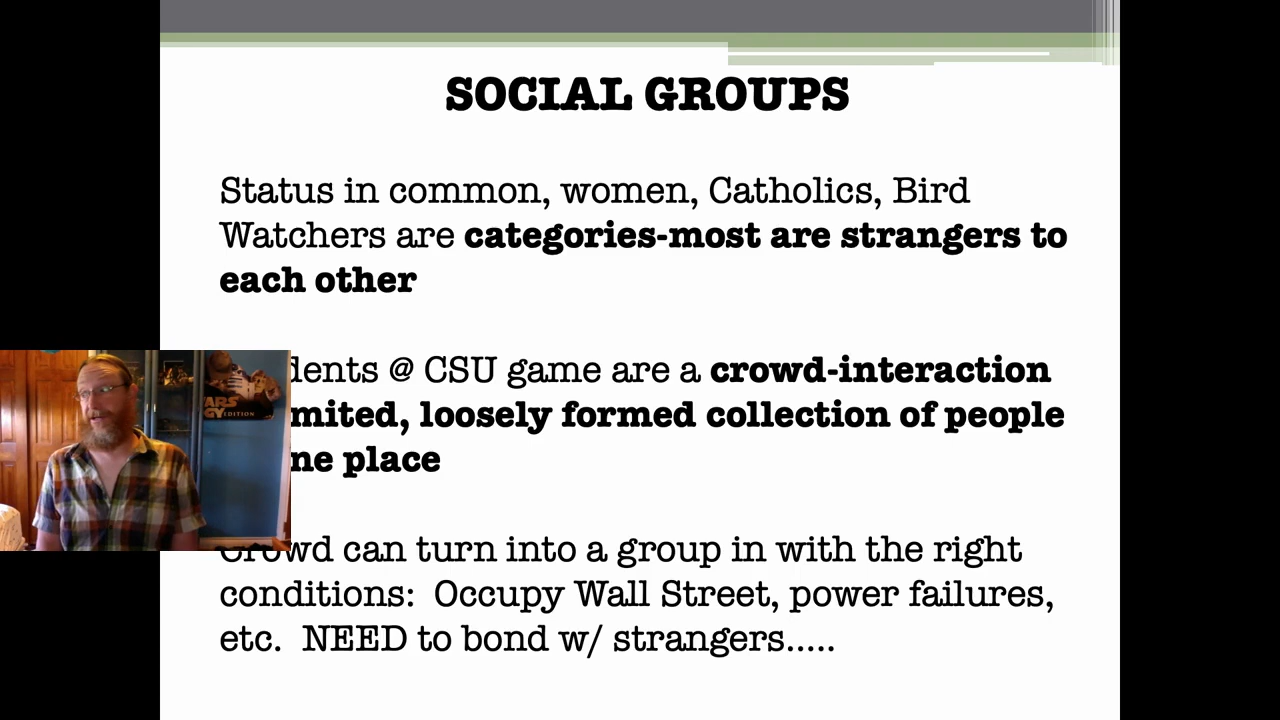 SOCIAL GROUPS
Status in common, women, Catholics, Bird
Watchers are categories-most are strangers to
each other
dents @ CSU game are a crowd-interaction
mited, loosely formed collection of people
ne place
Crowd can turn into a group in with the right
conditions: Occupy Wall Street, power failures,
etc. NEED to bond w/ strangers.....
EDITION